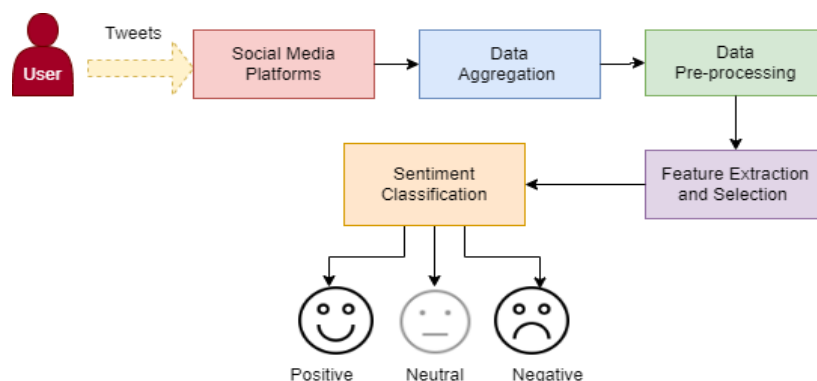 Tweets
User
Social Media
Platforms
Data
Aggregation
Data
Pre-processing
Sentiment
Classification
Feature Extraction
and Selection
Positive
Neutral
Negative